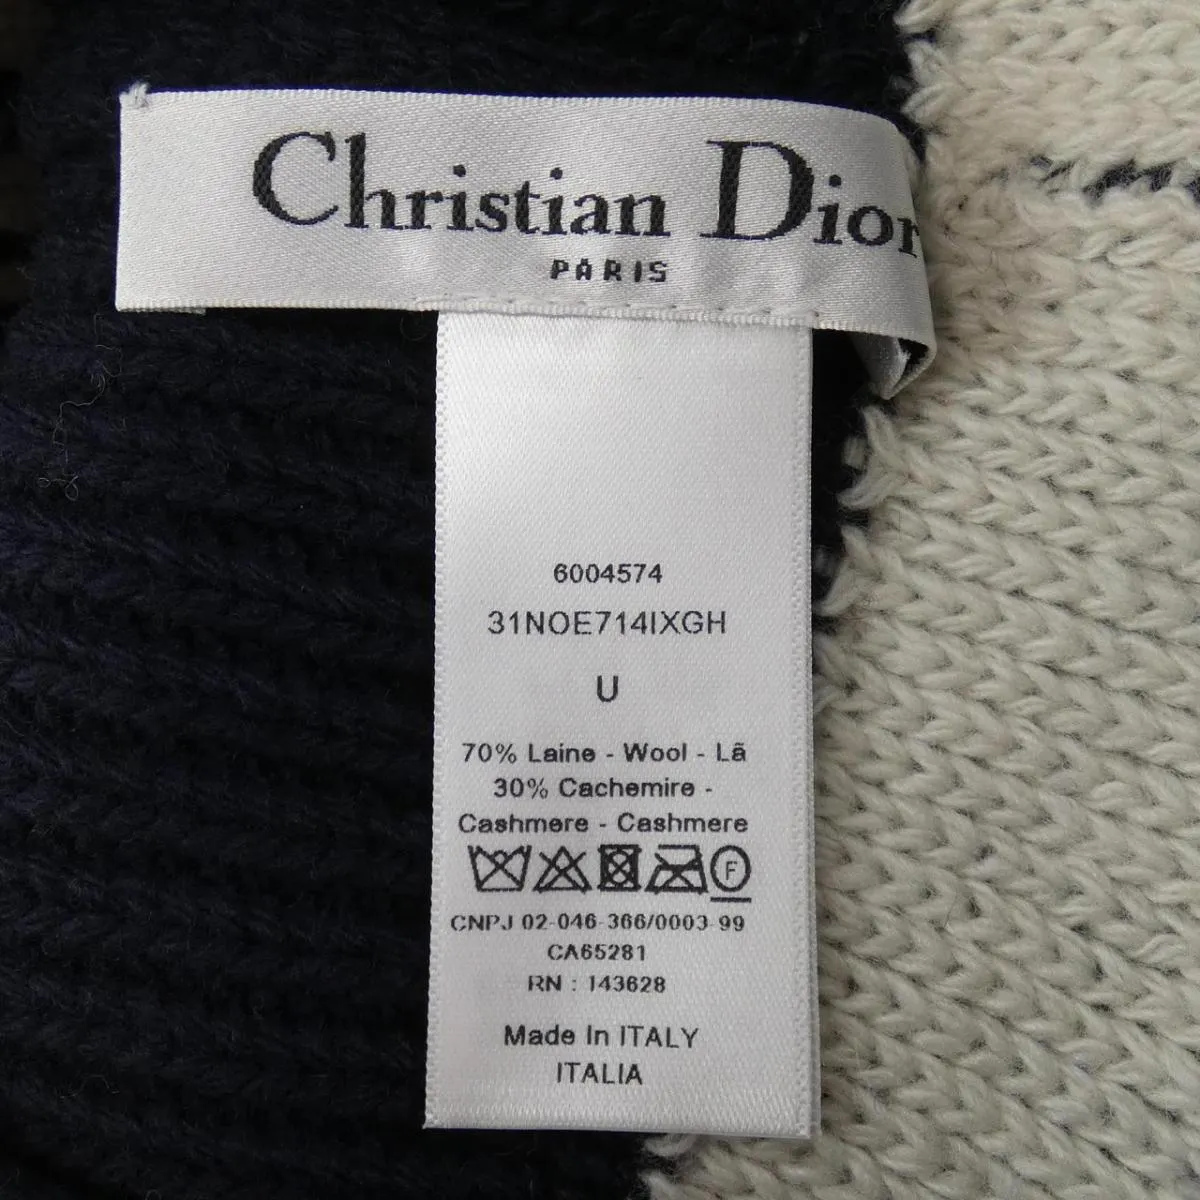 Christian Dior
PARIS
6004574
31NOE714IXGH
U
70% Laine - Wool - Lã
30% Cachemire -
Cashmere - Cashmere
F
CNPJ 02-046-366/0003-99
CA65281
RN : 143628
Made In ITALY
ITALIA